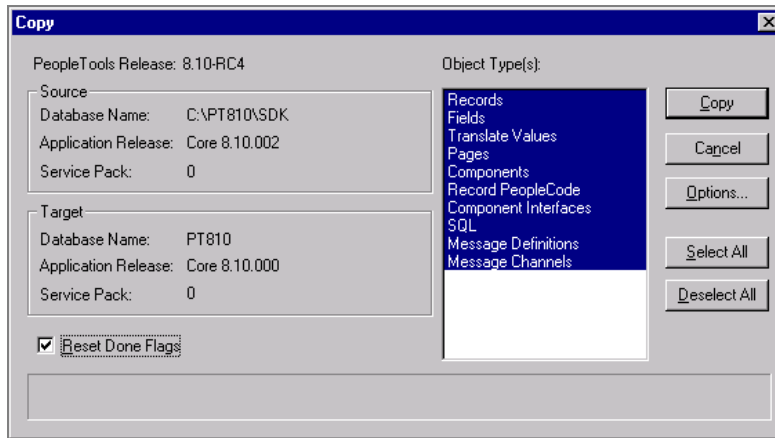 Copy
PeopleTools Release: 8.10-RC4
Source
Database Name: C:\PT810\SDK
Application Release: Core 8.10.002
Service Pack: 0
Target
Database Name: PT810
Application Release: Core 8.10.000
Service Pack: 0
Reset Done Flags
Object Type(s):
Records
Fields
Translate Values
Pages
Components
Record PeopleCode
Component Interfaces
SQL
Message Definitions
Message Channels
Copy
Cancel
Options...
Select All
Deselect All